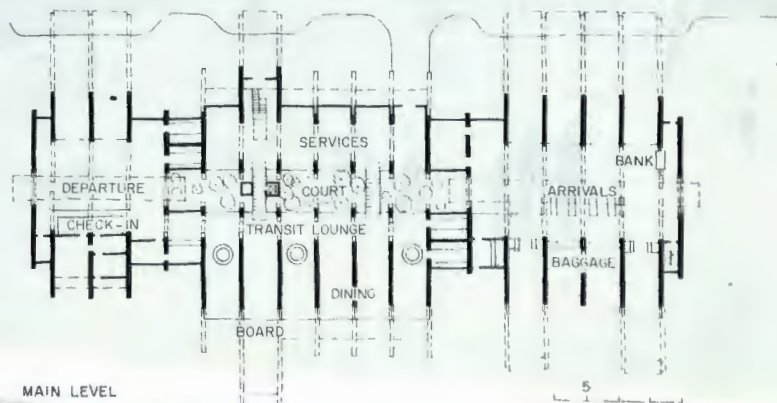 SERVICES
BANK
DEPARTURE
COURT
ARRIVALS
CHECK-IN
TRANSIT LOUNGE
BAGGAGE
DINING
BOARD
MAIN LEVEL
5